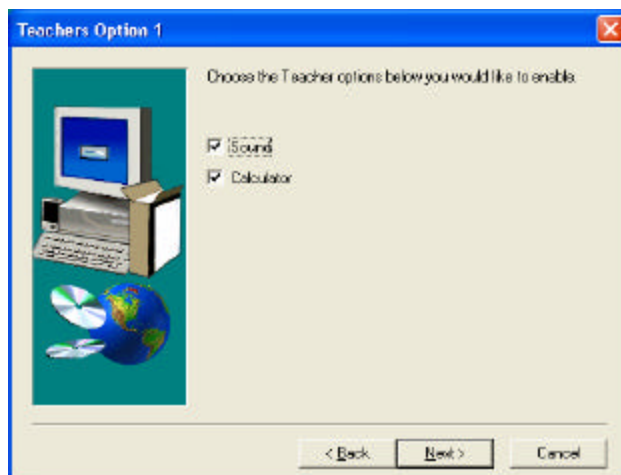 Teachers Option 1
Choose the Teacher options below you would like to enable.
Sound
Calculator
< Back
Next >
Cancel